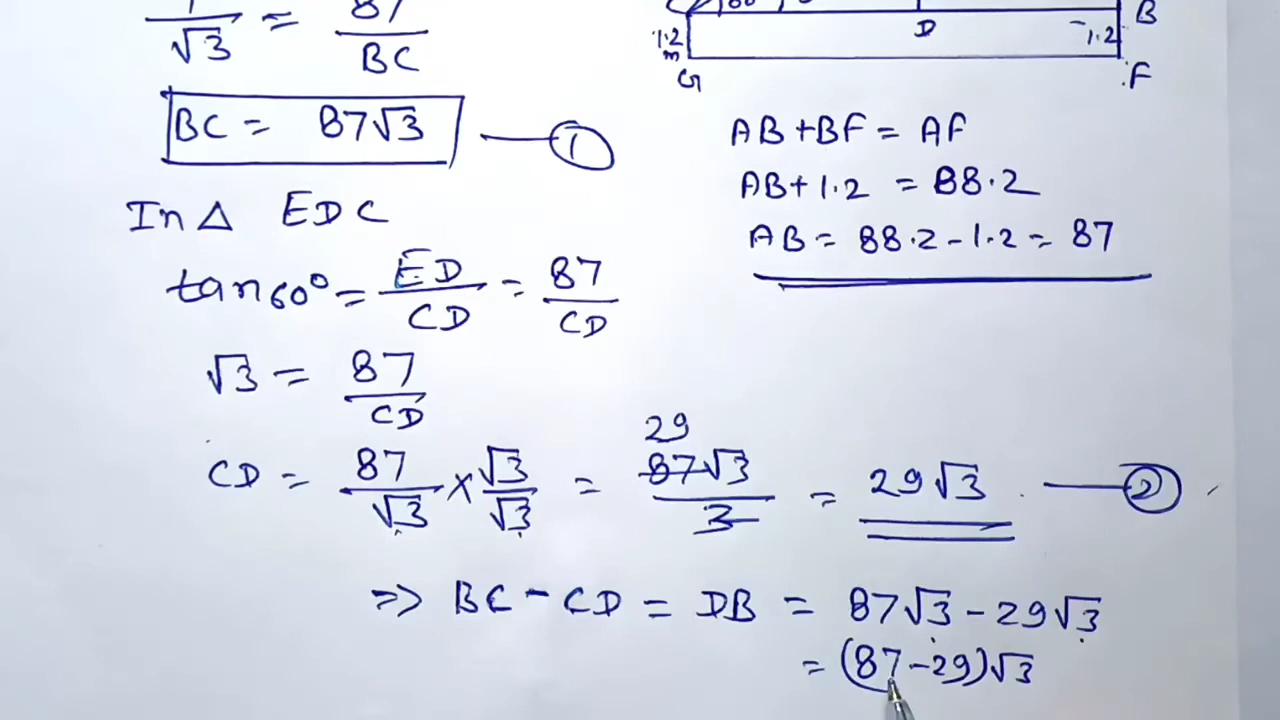 1/√3 = 87/BC
BC = 87√3 —①
In △ EDC
tan60° = ED/CD = 87/CD
√3 = 87/CD
CD = 87/√3 × √3/√3 = 29 87√3/3 = 29√3 —②
=> BC - CD = DB = 87√3 - 29√3
= (87-29)√3
B
D
1.2 m
1.2
G
F
AB + BF = AF
AB + 1.2 = 88.2
AB = 88.2 - 1.2 = 87